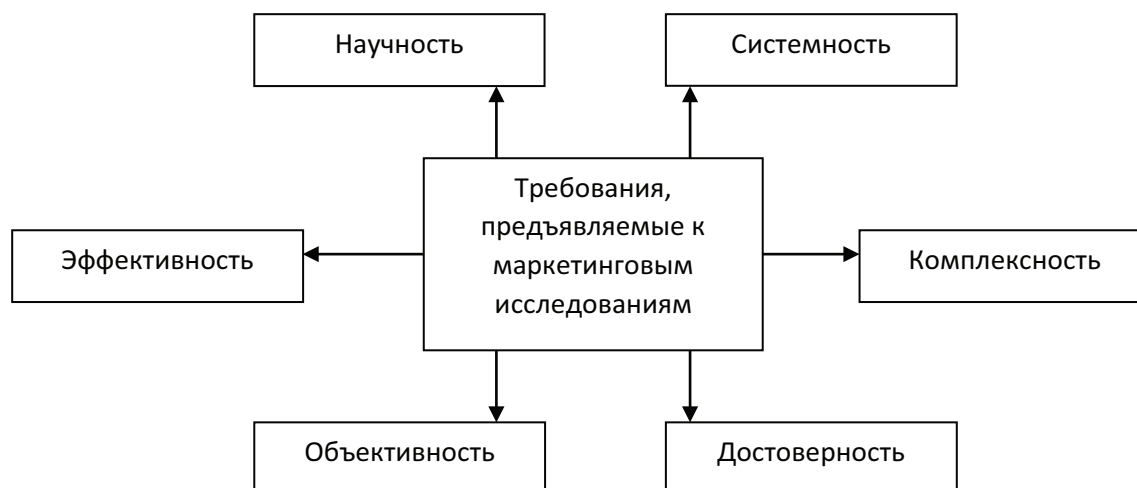 Научность
Системность
Требования,
предъявляемые к
маркетинговым
исследованиям
Эффективность
Комплексность
Объективность
Достоверность